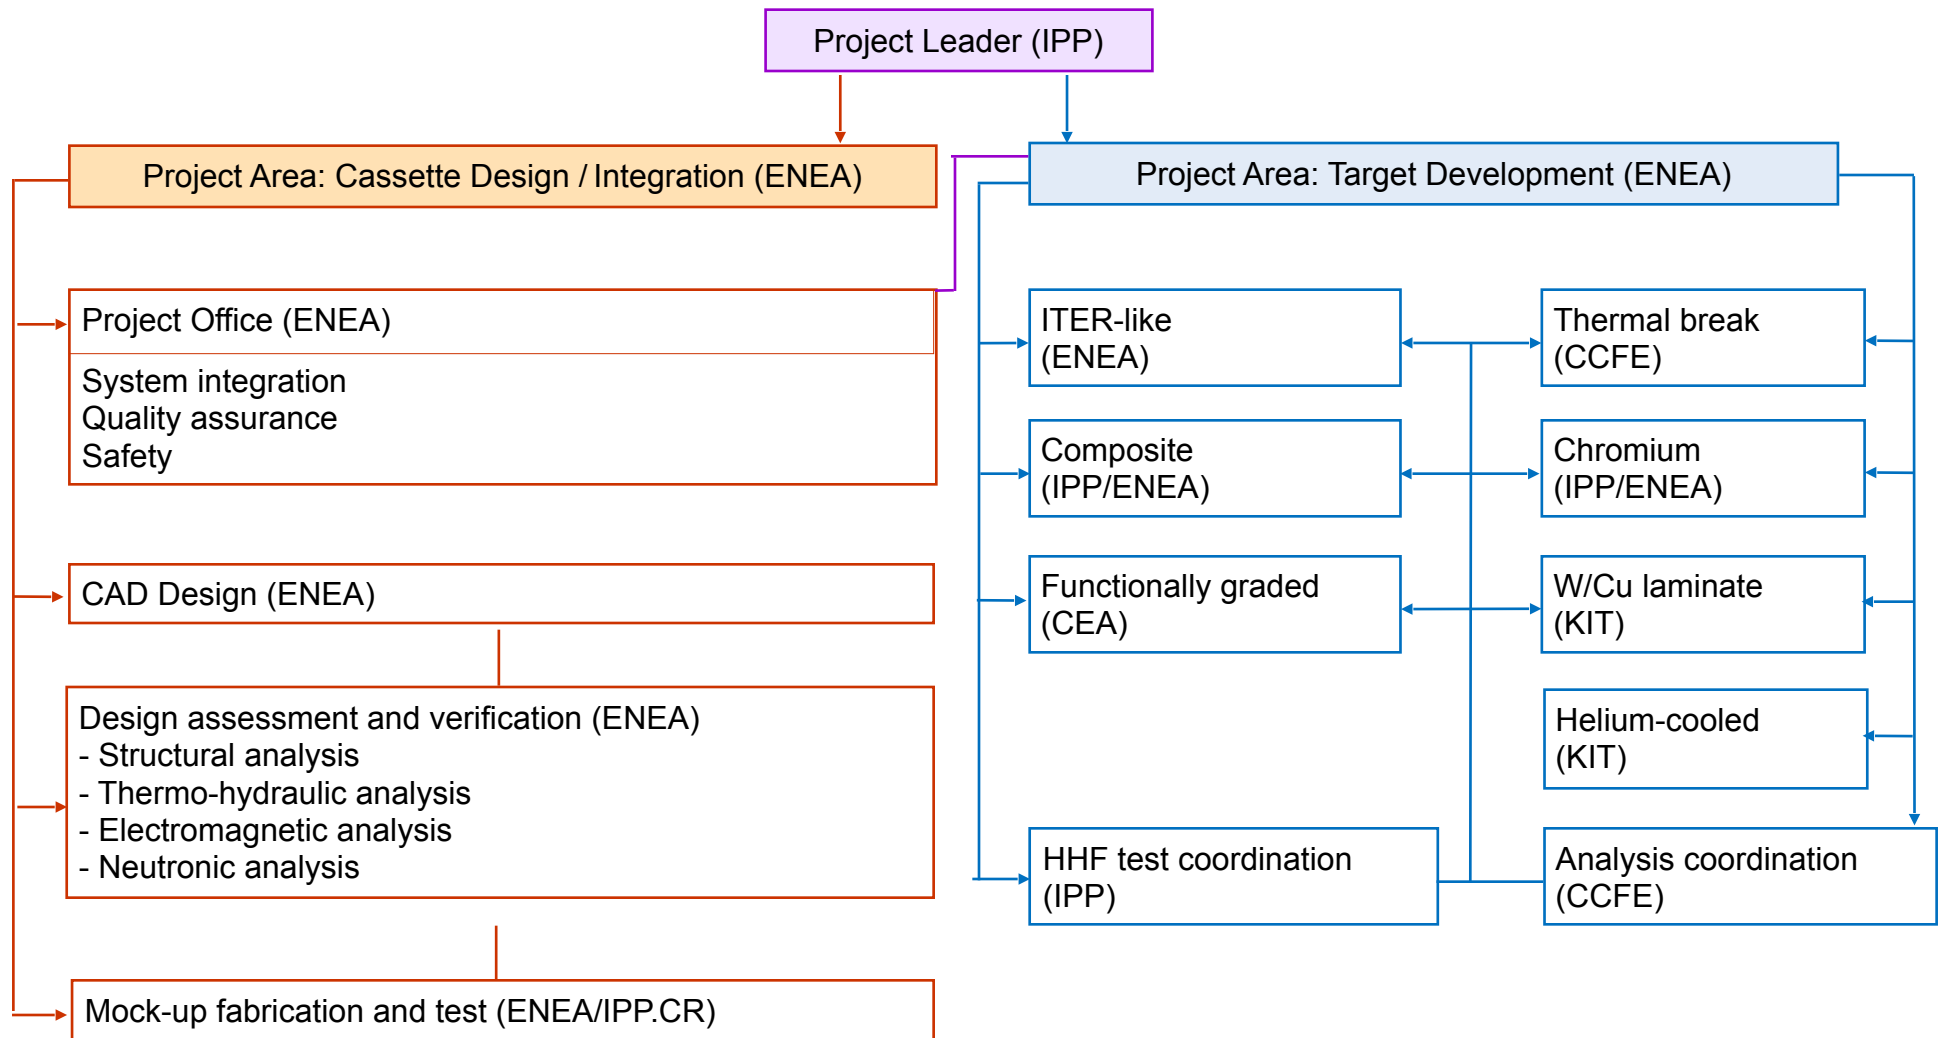 Project Leader (IPP)
Project Area: Cassette Design / Integration (ENEA)
Project Office (ENEA)
System integration
Quality assurance
Safety
CAD Design (ENEA)
Design assessment and verification (ENEA)
- Structural analysis
- Thermo-hydraulic analysis
- Electromagnetic analysis
- Neutronic analysis
Mock-up fabrication and test (ENEA/IPP.CR)
Project Area: Target Development (ENEA)
ITER-like
(ENEA)
Thermal break
(CCFE)
Composite
(IPP/ENEA)
Chromium
(IPP/ENEA)
Functionally graded
(CEA)
W/Cu laminate
(KIT)
Helium-cooled
(KIT)
HHF test coordination
(IPP)
Analysis coordination
(CCFE)